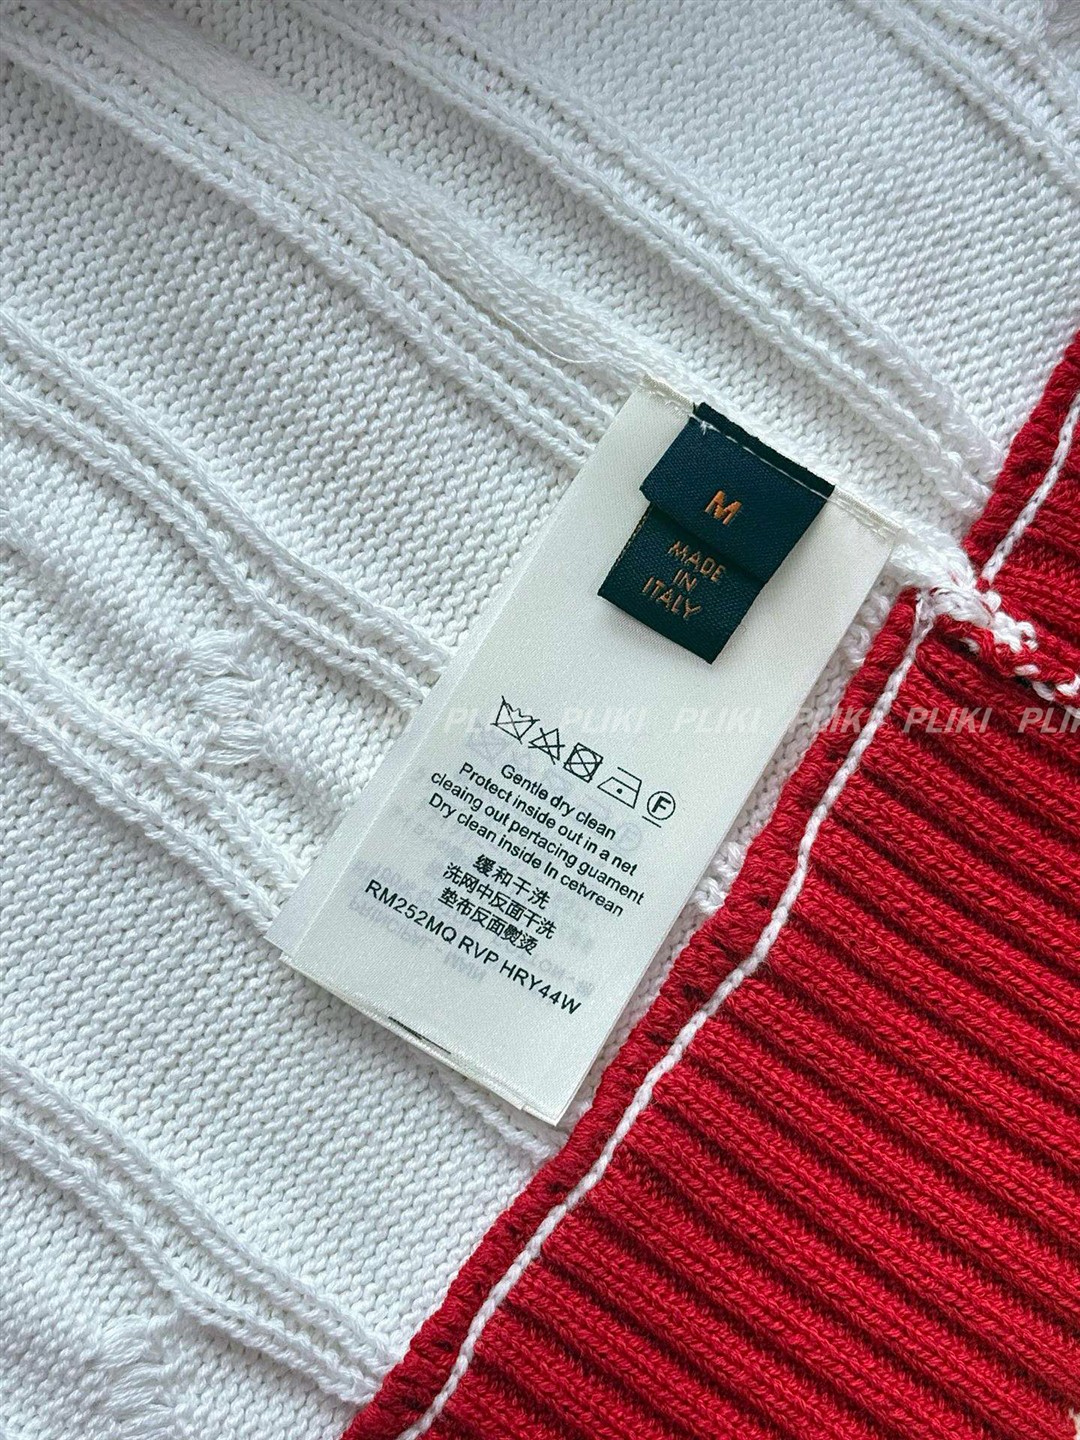 M
MADE
IN
ITALY
PLIKI PLIKI PLIKI PLIKI PLIKI
F
Gentle dry clean
Protect inside out in a net
cleaing out pertacing guament
Dry clean inside In cetvrean
缓和干洗
洗网中反面干洗
垫布反面熨烫
RM252MQ RVP HRY44W